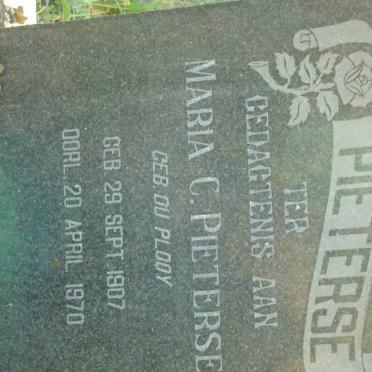 PIETERSE
TER
GEDAGTENIS AAN
MARIA C. PIETERSE
GEB DU PLOOY
GEB 29 SEPT 1907
OORL 20 APRIL 1970